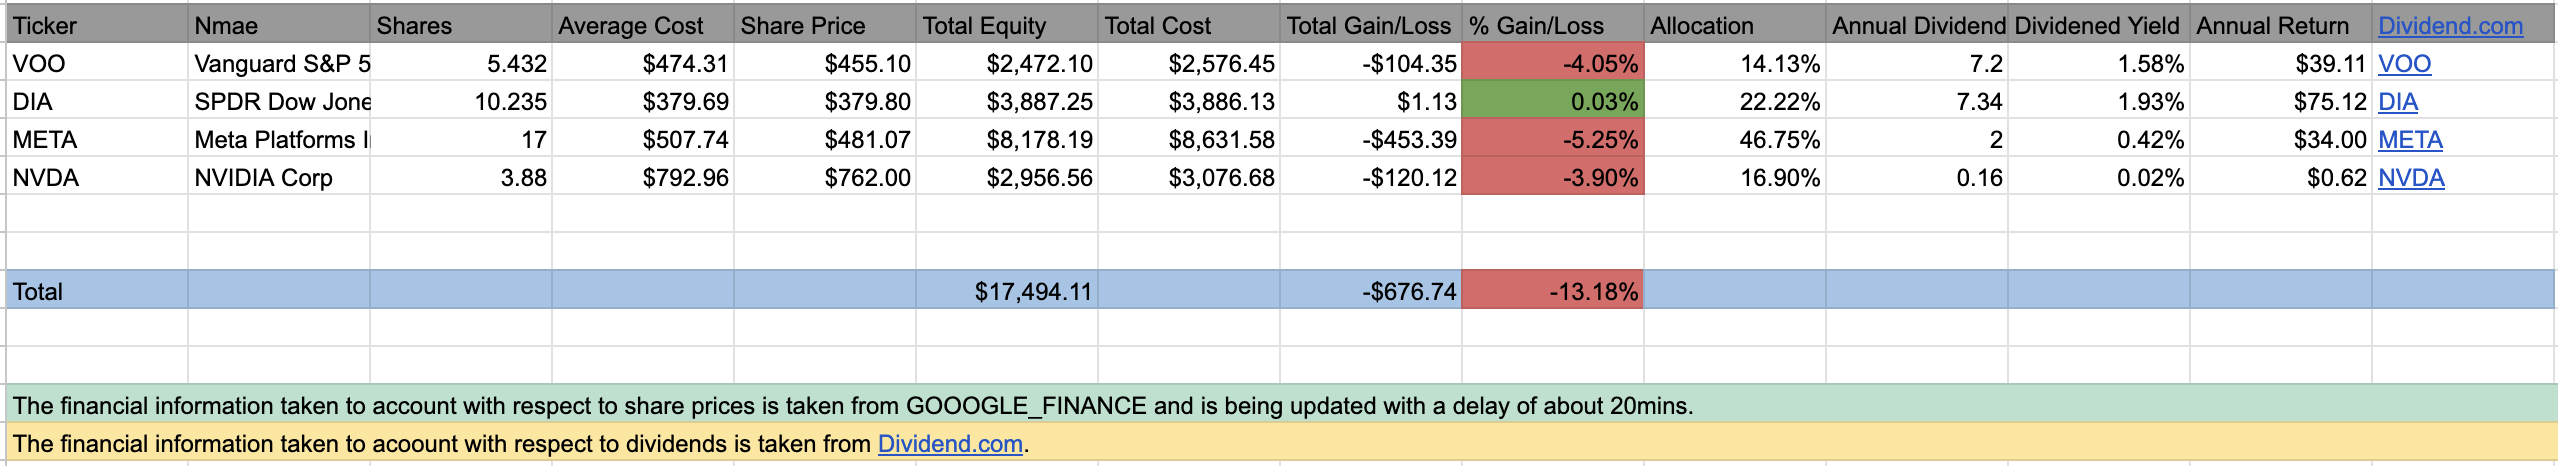 Ticker Nmae Shares Average Cost Share Price Total Equity Total Cost Total Gain/Loss % Gain/Loss Allocation Annual Dividend Dividened Yield Annual Return Dividend.com
VOO Vanguard S&P 5 5.432 $474.31 $455.10 $2,472.10 $2,576.45 -$104.35 -4.05% 14.13% 7.2 1.58% $39.11 VOO
DIA SPDR Dow Jone 10.235 $379.69 $379.80 $3,887.25 $3,886.13 $1.13 0.03% 22.22% 7.34 1.93% $75.12 DIA
META Meta Platforms I 17 $507.74 $481.07 $8,178.19 $8,631.58 -$453.39 -5.25% 46.75% 2 0.42% $34.00 META
NVDA NVIDIA Corp 3.88 $792.96 $762.00 $2,956.56 $3,076.68 -$120.12 -3.90% 16.90% 0.16 0.02% $0.62 NVDA
Total $17,494.11 -$676.74 -13.18%
The financial information taken to account with respect to share prices is taken from GOOOGLE_FINANCE and is being updated with a delay of about 20mins.
The financial information taken to acoount with respect to dividends is taken from Dividend.com.